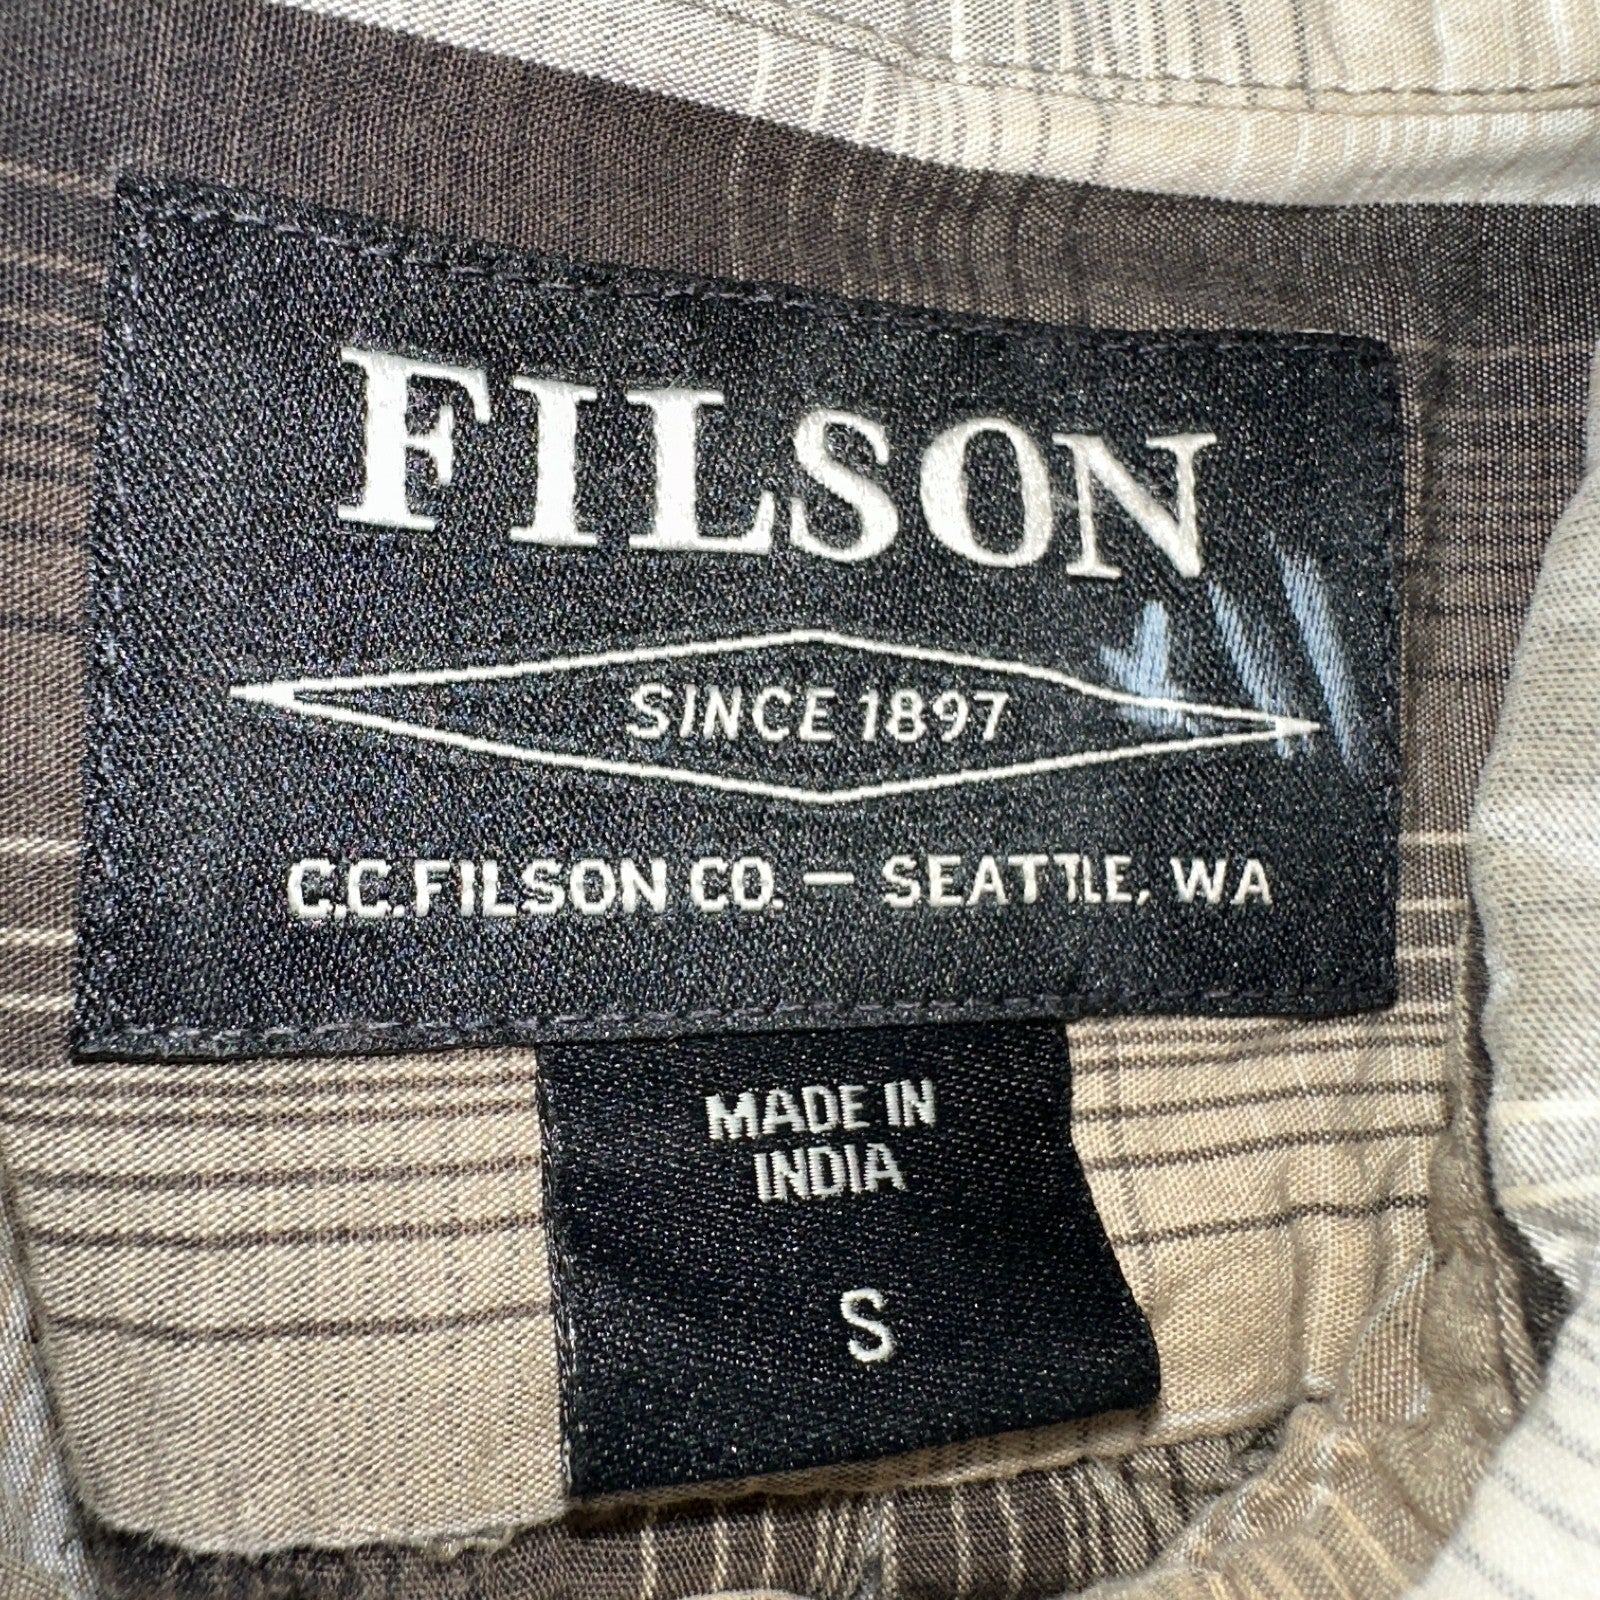 FILSON
SINCE 1897
C.C. FILSON CO. — SEATTLE, WA
MADE IN
INDIA
S